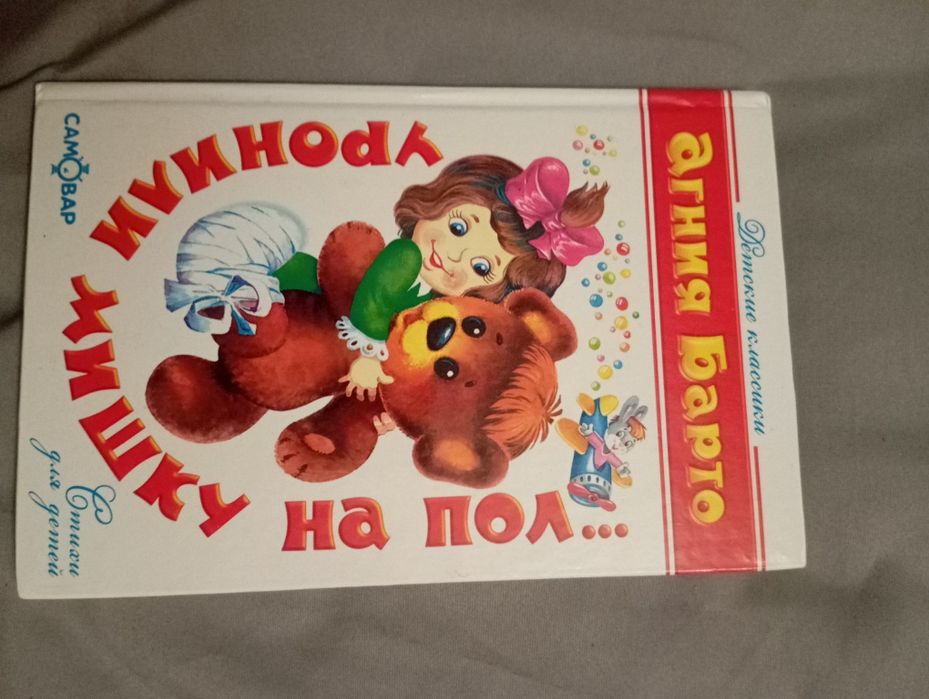 Детские классики
Агния Барто
УРОНИЛИ
МИШКУ
НА ПОЛ...
Стихи
для детей
САМОВАР